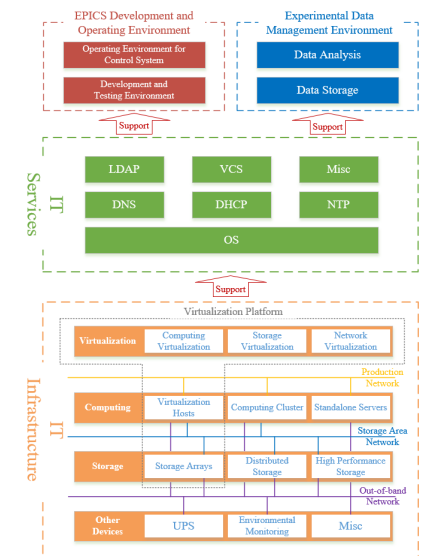 EPICS Development and
Operating Environment
Operating Environment for
Control System
Development and
Testing Environment
Experimental Data
Management Environment
Data Analysis
Data Storage
Support
Support
IT
Services
LDAP
VCS
Misc
DNS
DHCP
NTP
OS
Support
IT
Infrastructure
Virtualization Platform
Virtualization
Computing
Virtualization
Storage
Virtualization
Network
Virtualization
Production
Network
Computing
Virtualization
Hosts
Computing Cluster
Standalone Servers
Storage Area
Network
Storage
Storage Arrays
Distributed
Storage
High Performance
Storage
Out-of-band
Network
Other
Devices
UPS
Environmental
Monitoring
Misc